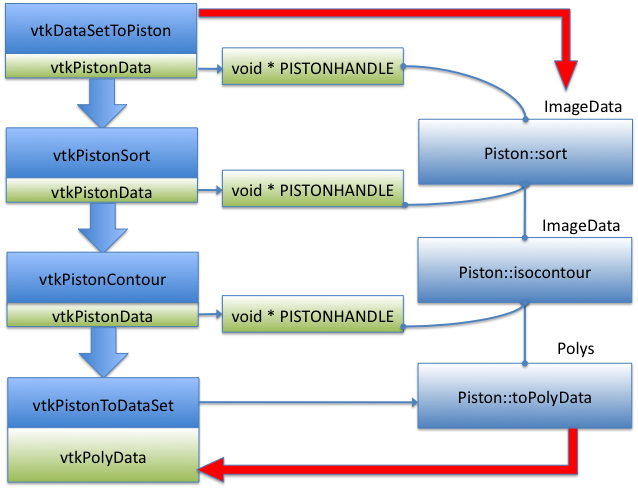 vtkDataSetToPiston
vtkPistonData
void * PISTONHANDLE
ImageData
Piston::sort
vtkPistonSort
vtkPistonData
void * PISTONHANDLE
ImageData
Piston::isocontour
vtkPistonContour
vtkPistonData
void * PISTONHANDLE
Polys
Piston::toPolyData
vtkPistonToDataSet
vtkPolyData